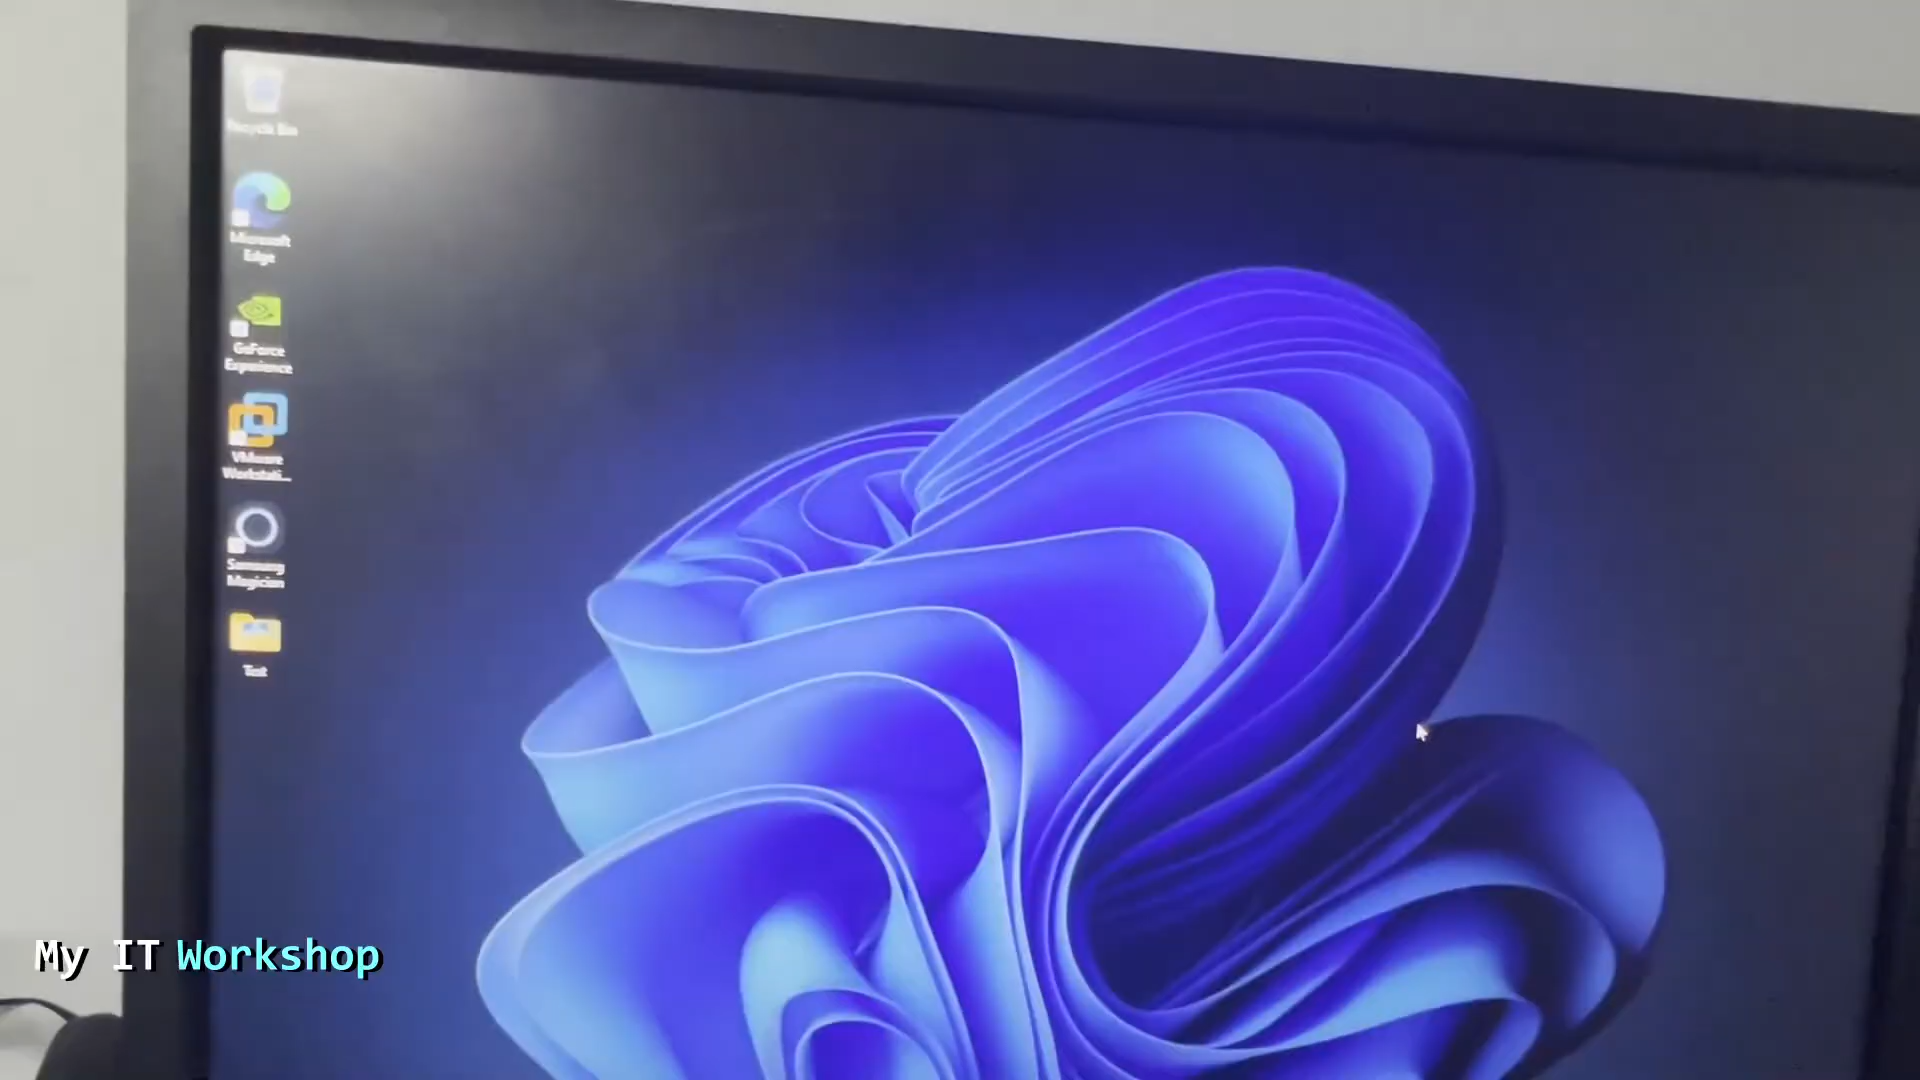 Recycle Bin
Microsoft
Edge
GeForce
Experience
VMware
Workstati...
Samsung
Magician
Test
My IT Workshop